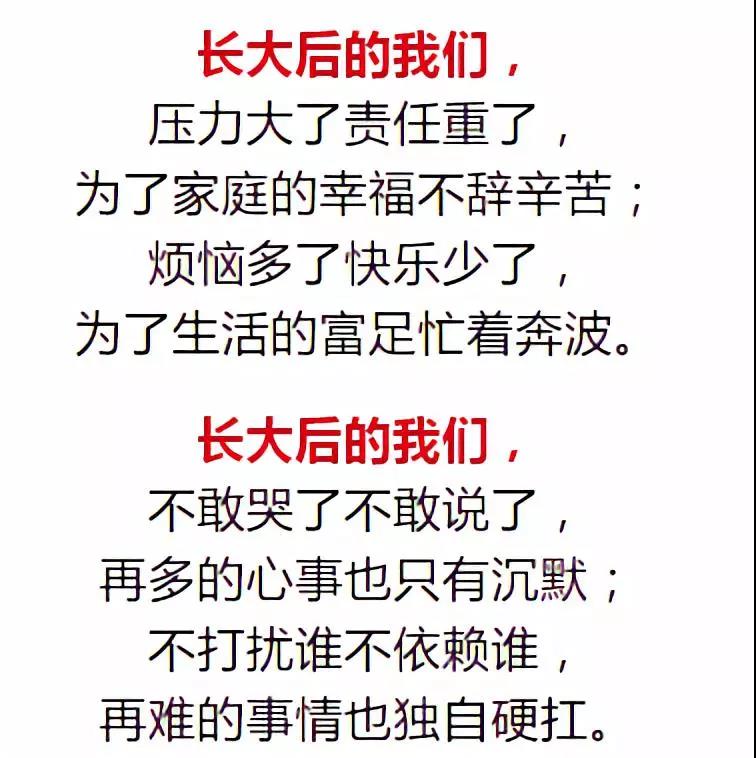 长大后的我们，
压力大了责任重了，
为了家庭的幸福不辞辛苦；
烦恼多了快乐少了，
为了生活的富足忙着奔波。
长大后的我们，
不敢哭了不敢说了，
再多的心事也只有沉默；
不打扰谁不依赖谁，
再难的事情也独自硬扛。